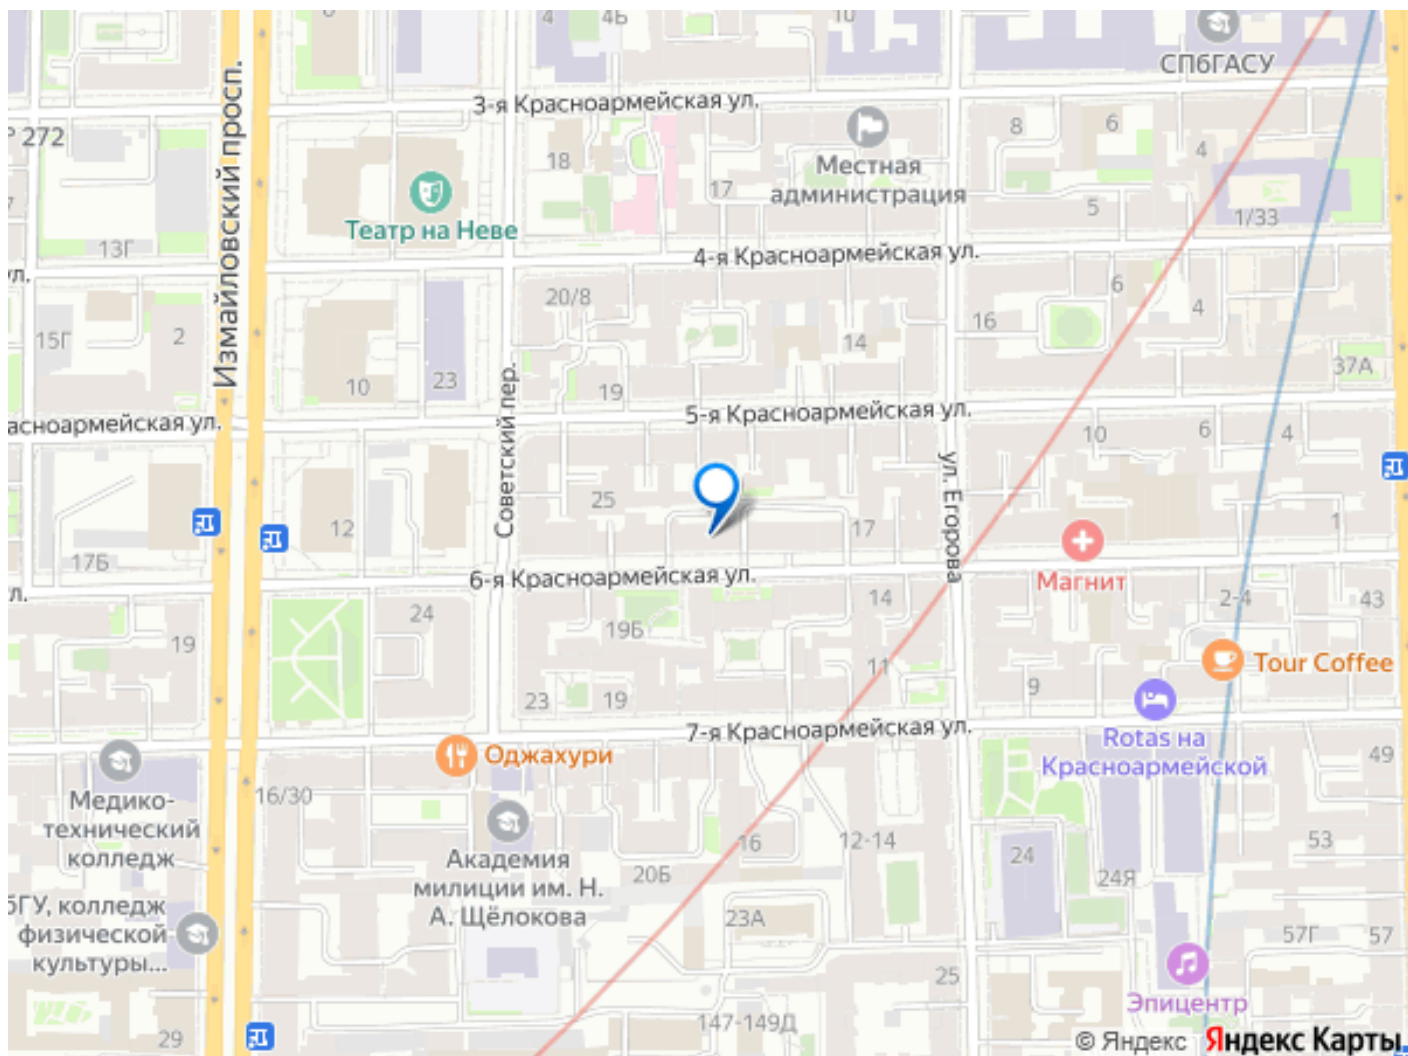 4
4Б
10
СПбГАСУ
3-я Красноармейская ул.
272
Измайловский просп.
18
17
Местная
администрация
8
6
4
5
1/33
Театр на Неве
13Г
4-я Красноармейская ул.
20/8
14
16
6
4
15Г
2
10
23
19
37А
Советский пер.
5-я Красноармейская ул.
асноармейская ул.
10
6
4
ул. Егорова
25
17
12
1
17Б
6-я Красноармейская ул.
Магнит
24
19Б
14
2-4
43
19
11
Tour Coffee
23
19
9
7-я Красноармейская ул.
Rotas на
Красноармейской
49
Оджахури
Медико-
технический
колледж
16/30
Академия
милиции им. Н.
А. Щёлокова
16
12-14
20Б
24
24Я
53
23А
бГУ, колледж
физической
культуры...
57Г
57
25
Эпицентр
29
147-149Д
© Яндекс Яндекс Карты